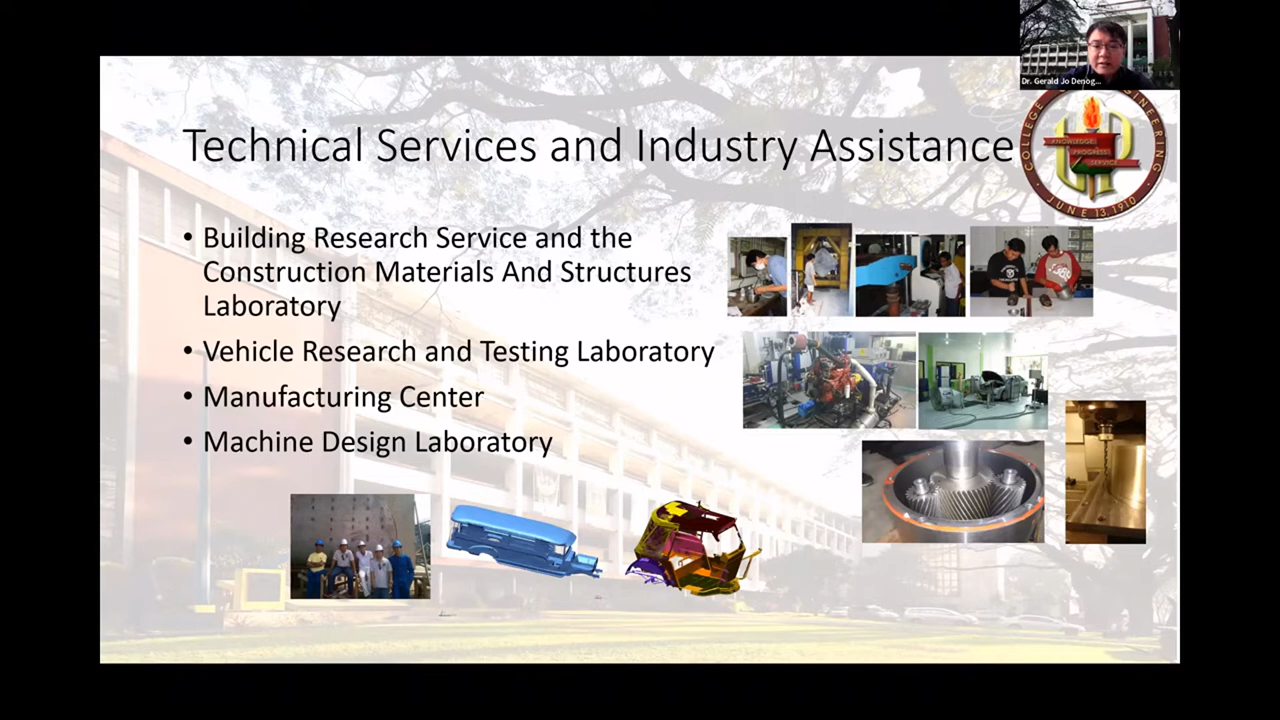 Dr. Gerald Jo Denog...
Technical Services and Industry Assistance
COLLEGE ENGINEERING
KNOWLEDGE
PROGRESS
SERVICE
JUNE 13, 1910
• Building Research Service and the
Construction Materials And Structures
Laboratory
• Vehicle Research and Testing Laboratory
• Manufacturing Center
• Machine Design Laboratory